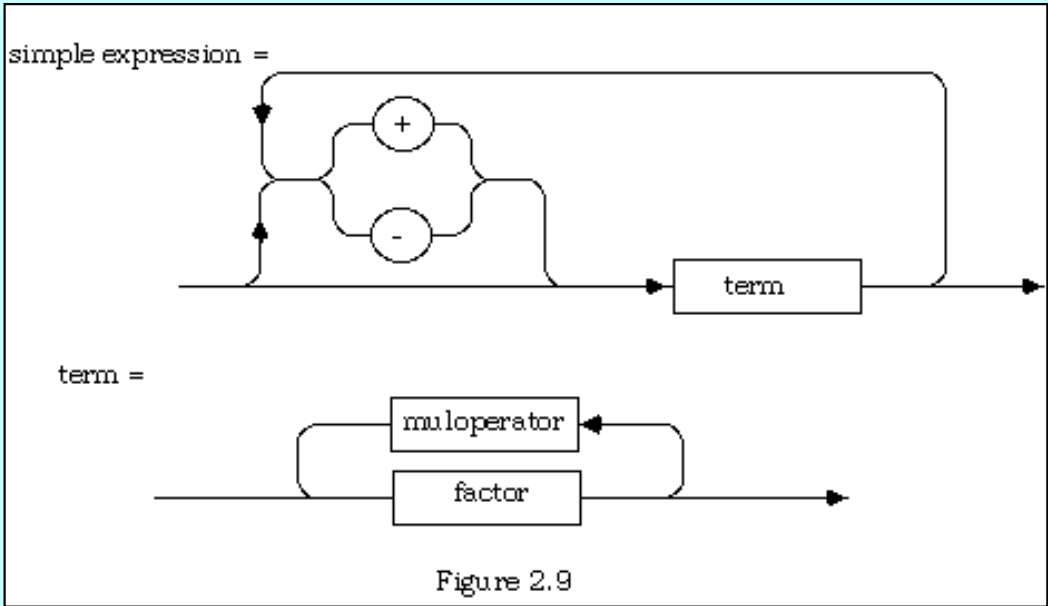 simple expression =
+
-
term
term =
muloperator
factor
Figure 2.9